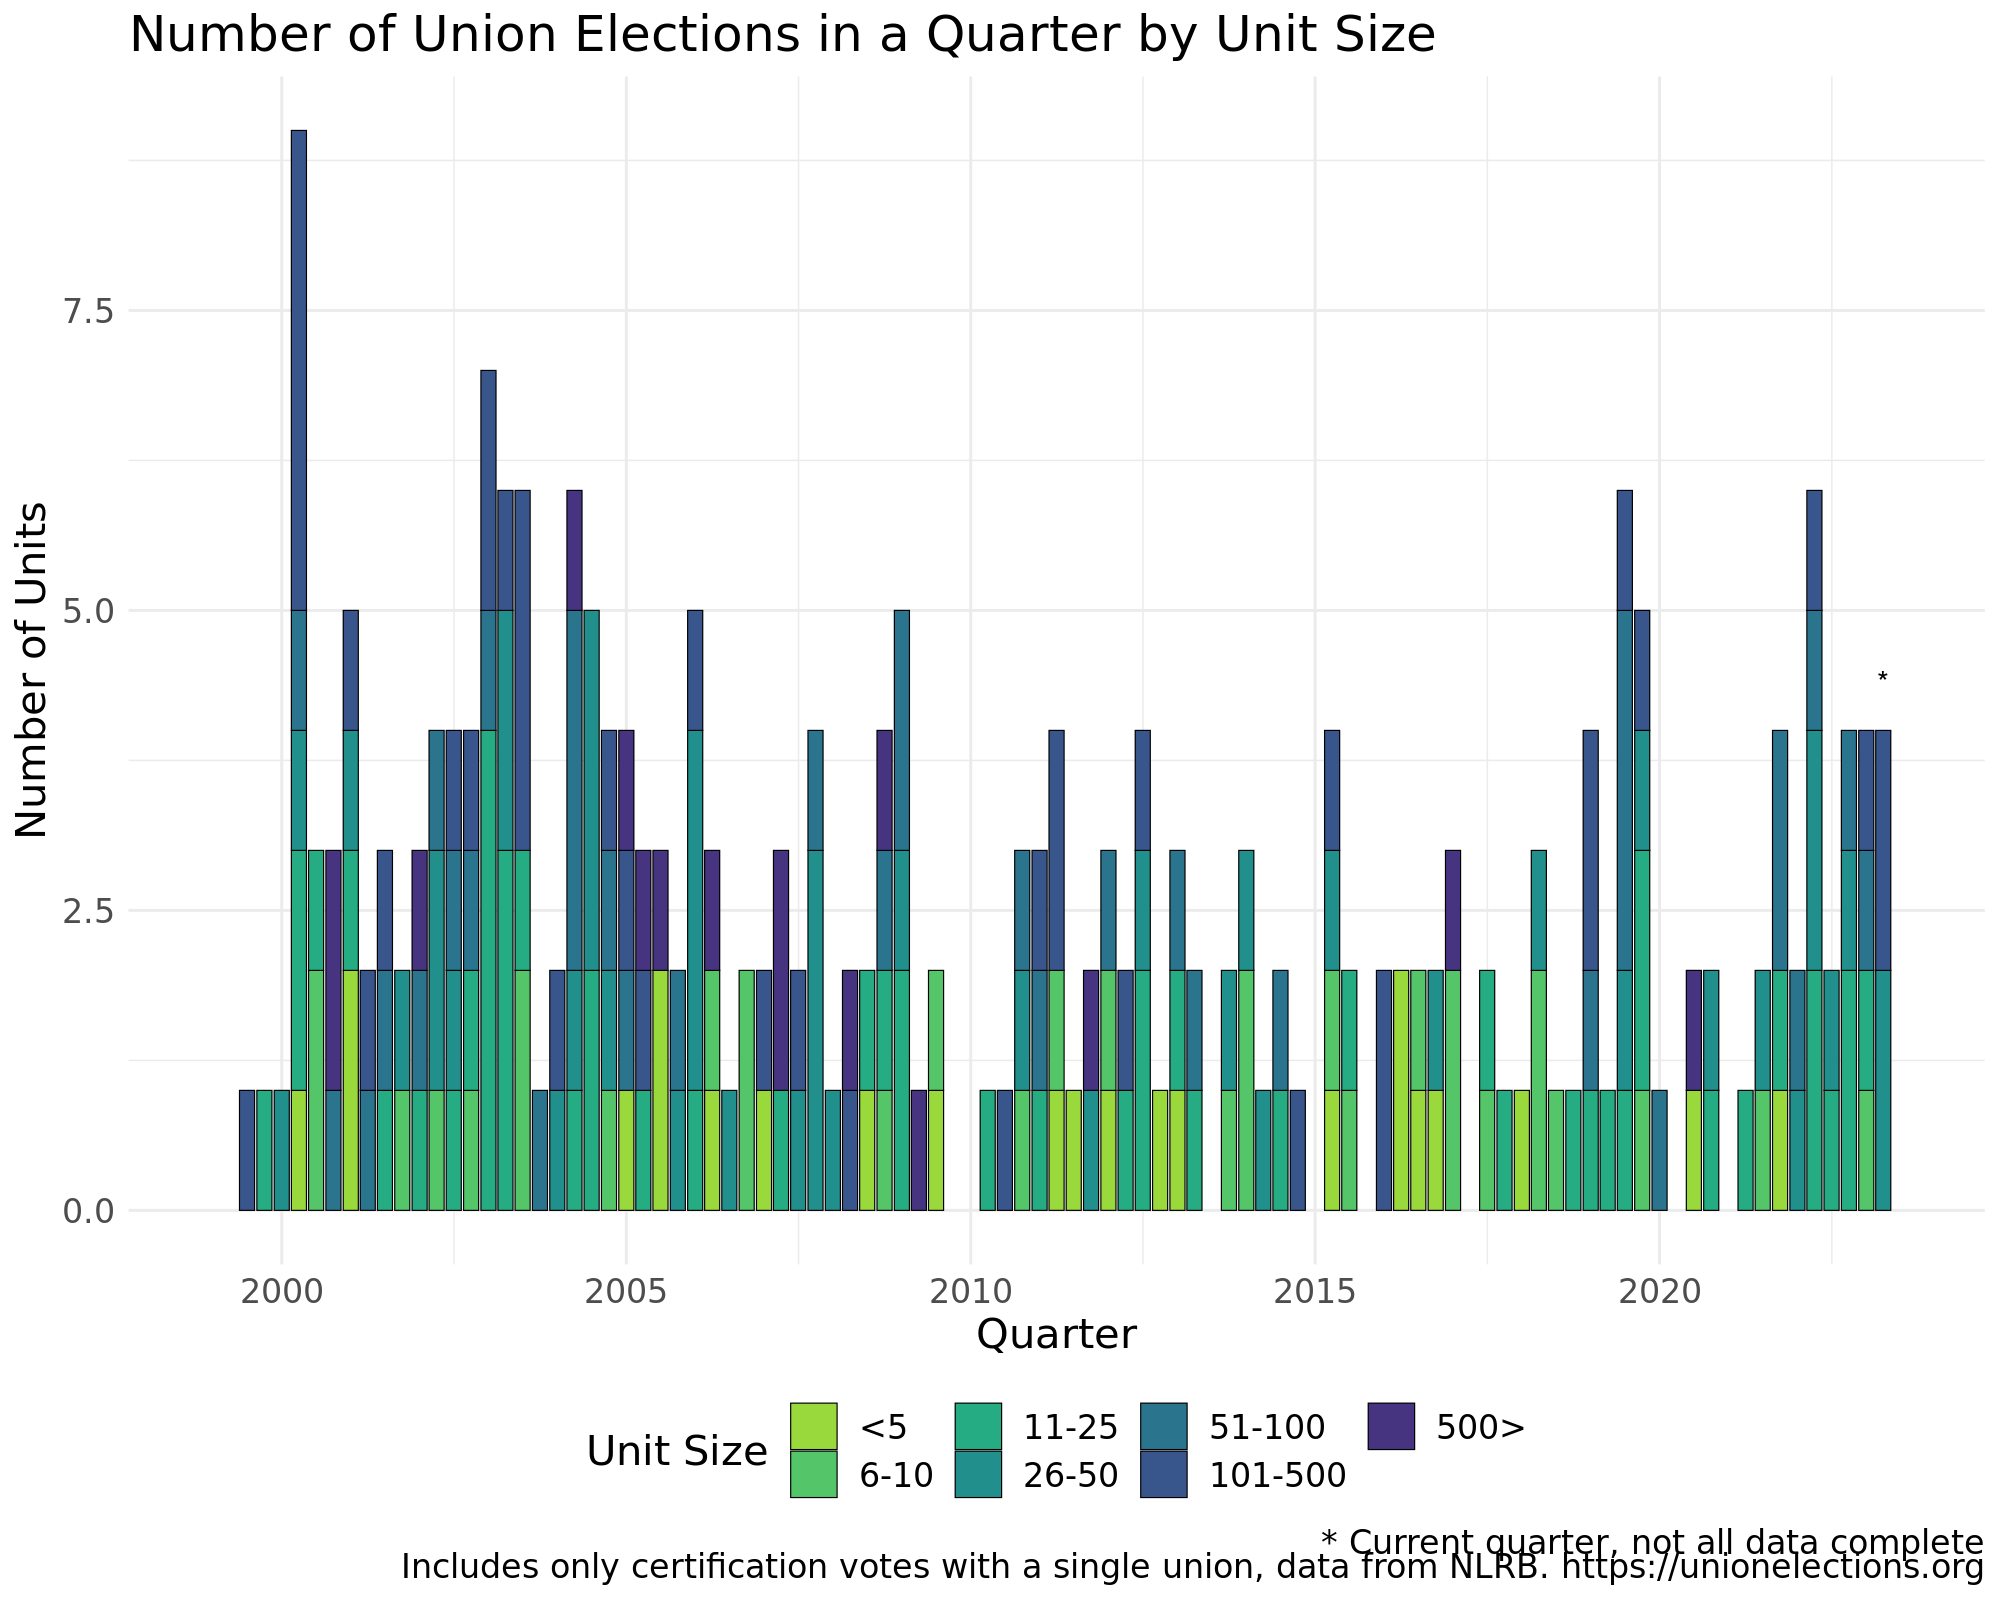 Number of Union Elections in a Quarter by Unit Size
Number of Units
7.5
5.0
2.5
0.0
*
2000 2005 2010 2015 2020
Quarter
Unit Size
<5 11-25 51-100 500>
6-10 26-50 101-500
* Current quarter, not all data complete
Includes only certification votes with a single union, data from NLRB. https://unionelections.org